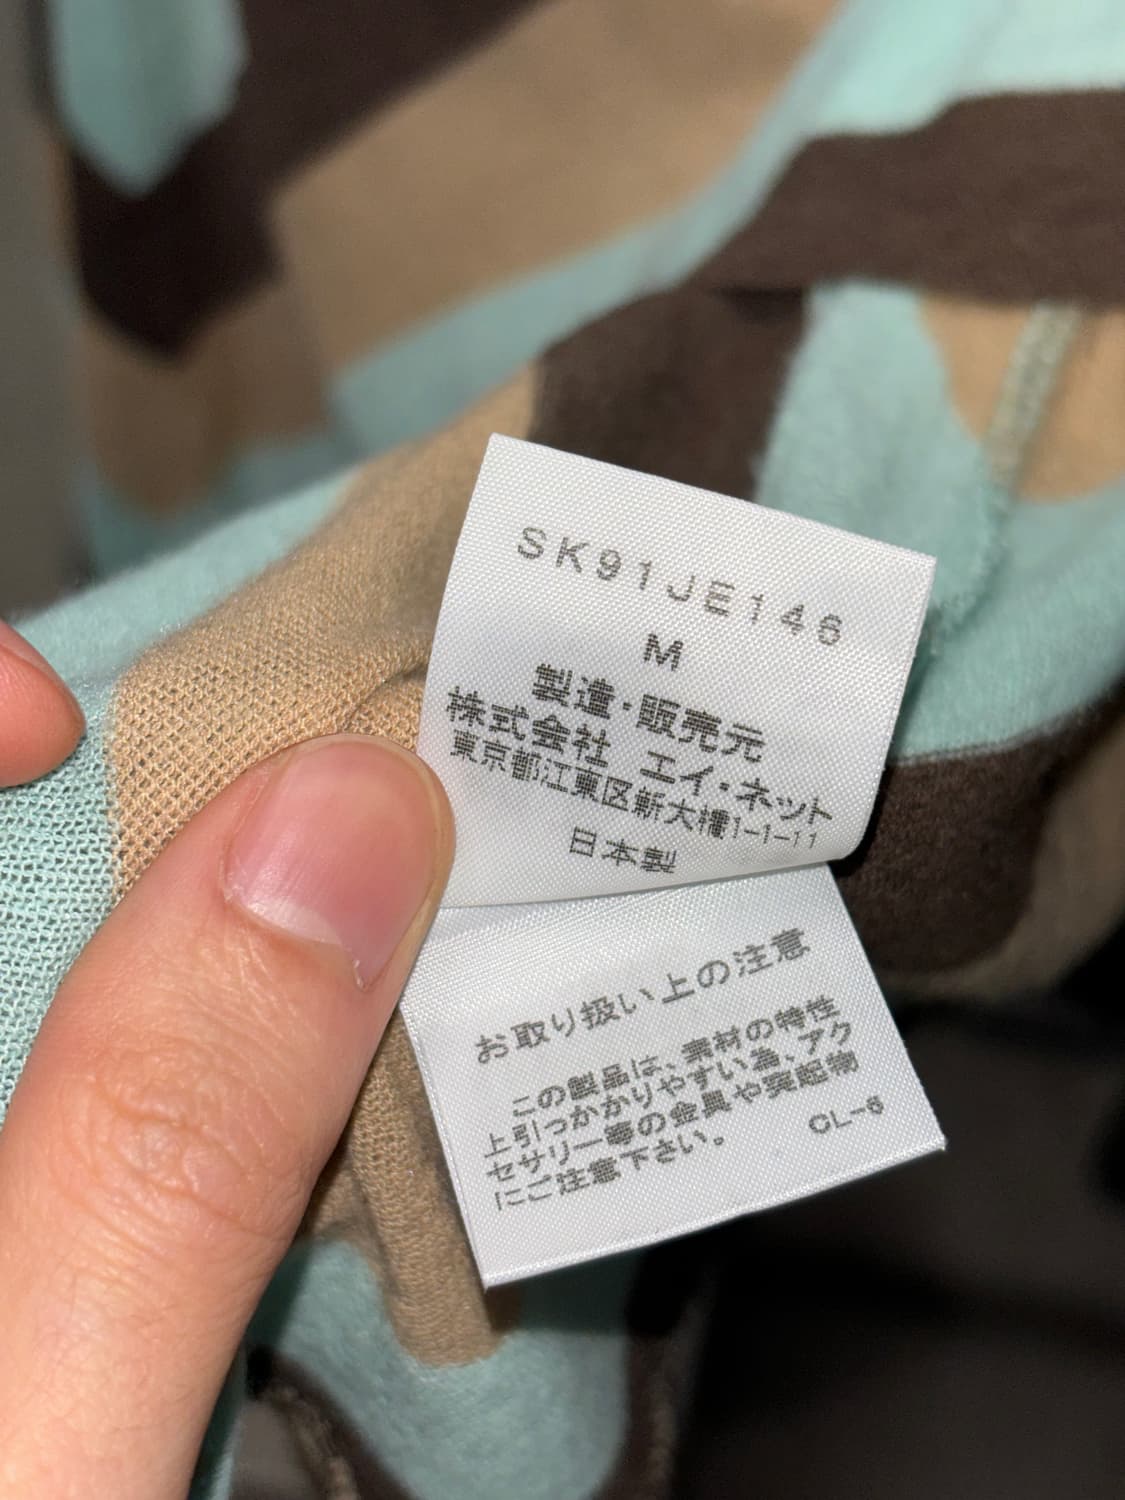 SK91JE146
M
製造・販売元
株式会社 エイ・ネット
東京都江東区新大橋1-1-11
日本製
お取り扱い上の注意
この製品は、素材の特性
上引っかかりやすい為、アク
セサリー等の金具や突起物
にご注意下さい。
CL-6